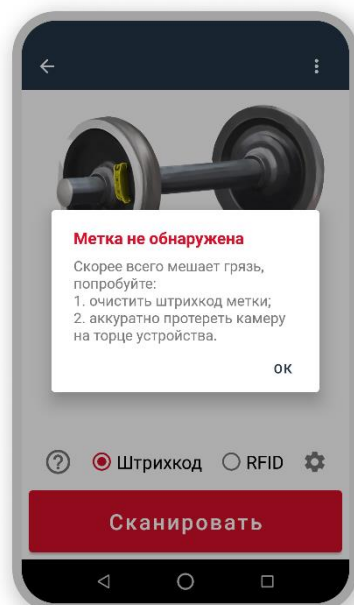 Метка не обнаружена
Скорее всего мешает грязь,
попробуйте:
1. очистить штрихкод метки;
2. аккуратно протереть камеру
на торце устройства.
ОК
Штрихкод
RFID
Сканировать